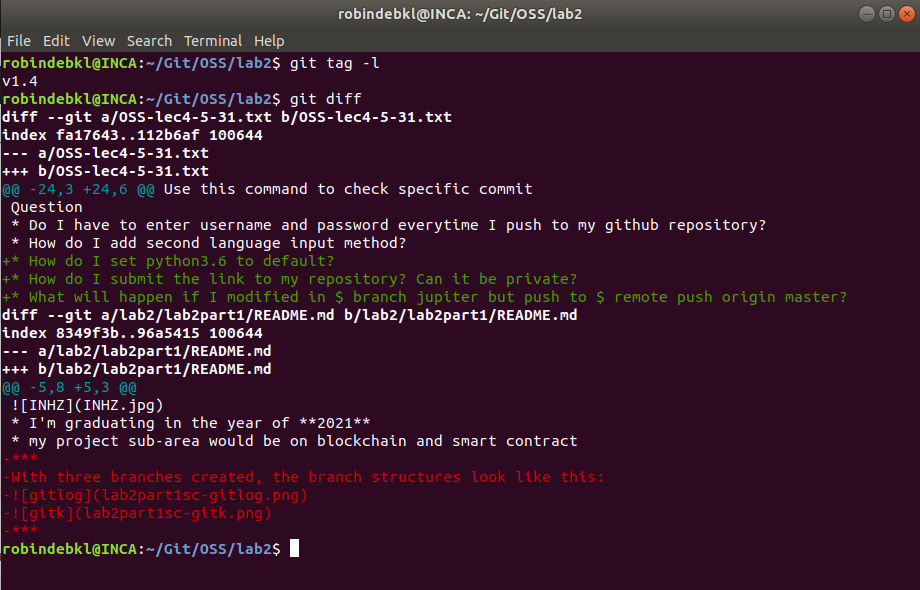 robindebkl@INCA: ~/Git/OSS/lab2
File Edit View Search Terminal Help
robindebkl@INCA:~/Git/OSS/lab2$ git tag -l
v1.4
robindebkl@INCA:~/Git/OSS/lab2$ git diff
diff --git a/OSS-lec4-5-31.txt b/OSS-lec4-5-31.txt
index fa17643..112b6af 100644
--- a/OSS-lec4-5-31.txt
+++ b/OSS-lec4-5-31.txt
@@ -24,3 +24,6 @@ Use this command to check specific commit
 Question
 * Do I have to enter username and password everytime I push to my github repository?
 * How do I add second language input method?
+* How do I set python3.6 to default?
+* How do I submit the link to my repository? Can it be private?
+* What will happen if I modified in $ branch jupiter but push to $ remote push origin master?
diff --git a/lab2/lab2part1/README.md b/lab2/lab2part1/README.md
index 8349f3b..96a5415 100644
--- a/lab2/lab2part1/README.md
+++ b/lab2/lab2part1/README.md
@@ -5,8 +5,3 @@
 ![INHZ](INHZ.jpg)
 * I'm graduating in the year of **2021**
 * my project sub-area would be on blockchain and smart contract
-***
-With three branches created, the branch structures look like this:
-![gitlog](lab2part1sc-gitlog.png)
-![gitk](lab2part1sc-gitk.png)
-***
robindebkl@INCA:~/Git/OSS/lab2$